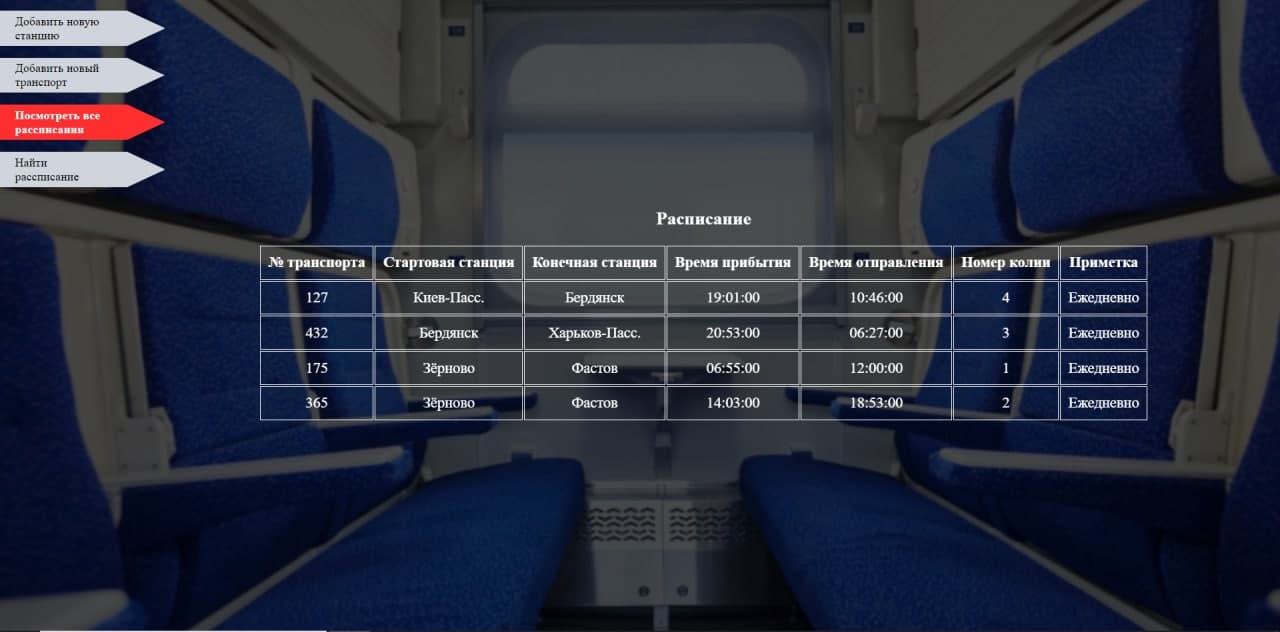 Добавить новую
станцию
Добавить новый
транспорт
Посмотреть все
рассписания
Найти
рассписание
Расписание
№ транспорта Стартовая станция Конечная станция Время прибытия Время отправления Номер колии Приметка
127 Киев-Пасс. Бердянск 19:01:00 10:46:00 4 Ежедневно
432 Бердянск Харьков-Пасс. 20:53:00 06:27:00 3 Ежедневно
175 Зёрново Фастов 06:55:00 12:00:00 1 Ежедневно
365 Зёрново Фастов 14:03:00 18:53:00 2 Ежедневно